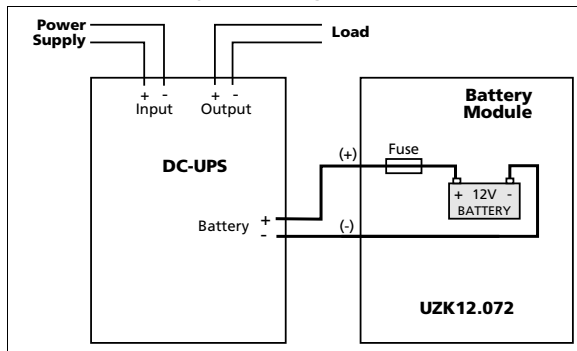 Power
Supply
Load
+ - + -
Input Output
Battery
Module
DC-UPS
(+)
Fuse
+ 12V -
BATTERY
Battery
+
-
(-)
UZK12.072